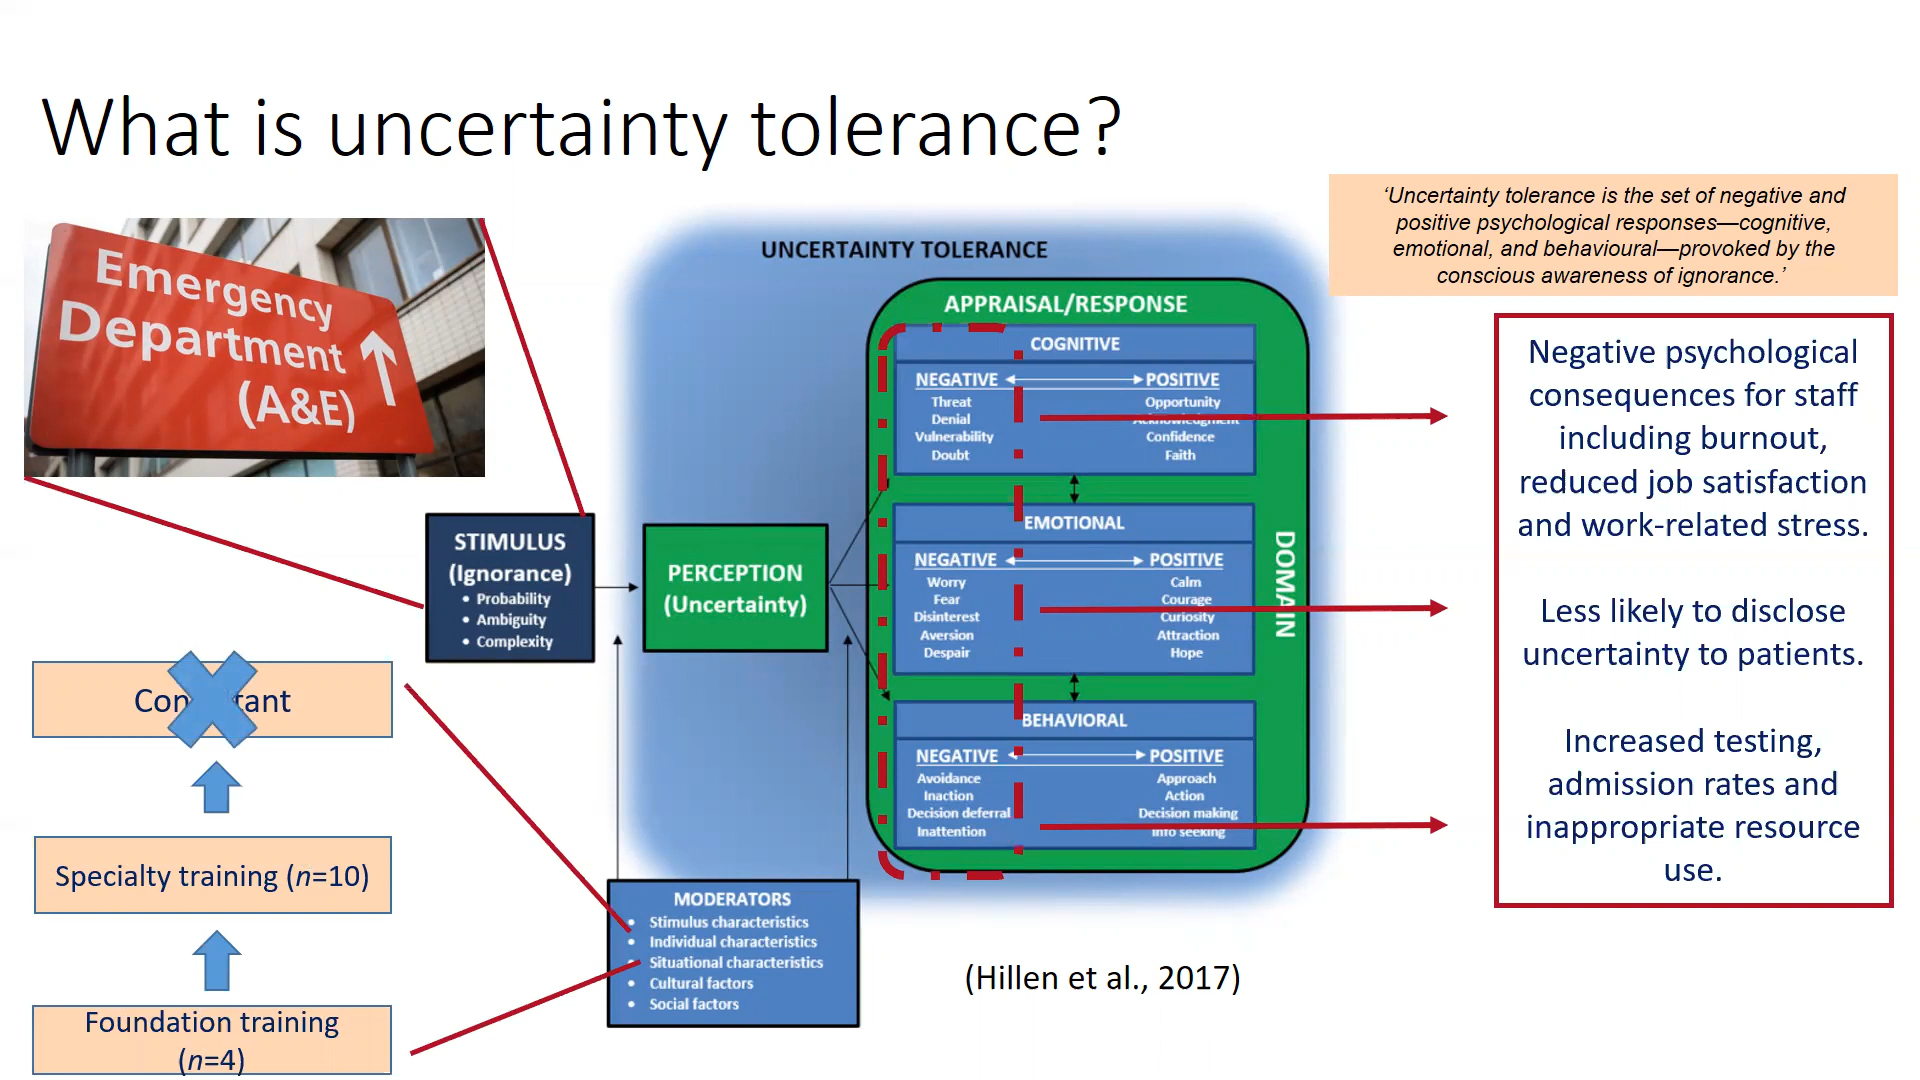 What is uncertainty tolerance?
Emergency
Department
(A&E)
‘Uncertainty tolerance is the set of negative and
positive psychological responses—cognitive,
emotional, and behavioural—provoked by the
conscious awareness of ignorance.’
UNCERTAINTY TOLERANCE
APPRAISAL/RESPONSE
COGNITIVE
NEGATIVE POSITIVE
Threat Opportunity
Denial Acknowledgment
Vulnerability Confidence
Doubt Faith
EMOTIONAL
NEGATIVE POSITIVE
Worry Calm
Fear Courage
Disinterest Curiosity
Aversion Attraction
Despair Hope
BEHAVIORAL
NEGATIVE POSITIVE
Avoidance Approach
Inaction Action
Decision deferral Decision making
Inattention Info seeking
DOMAIN
STIMULUS
(Ignorance)
• Probability
• Ambiguity
• Complexity
PERCEPTION
(Uncertainty)
MODERATORS
• Stimulus characteristics
• Individual characteristics
• Situational characteristics
• Cultural factors
• Social factors
Specialty training (n=10)
Foundation training
(n=4)
(Hillen et al., 2017)
Negative psychological
consequences for staff
including burnout,
reduced job satisfaction
and work-related stress.
Less likely to disclose
uncertainty to patients.
Increased testing,
admission rates and
inappropriate resource
use.